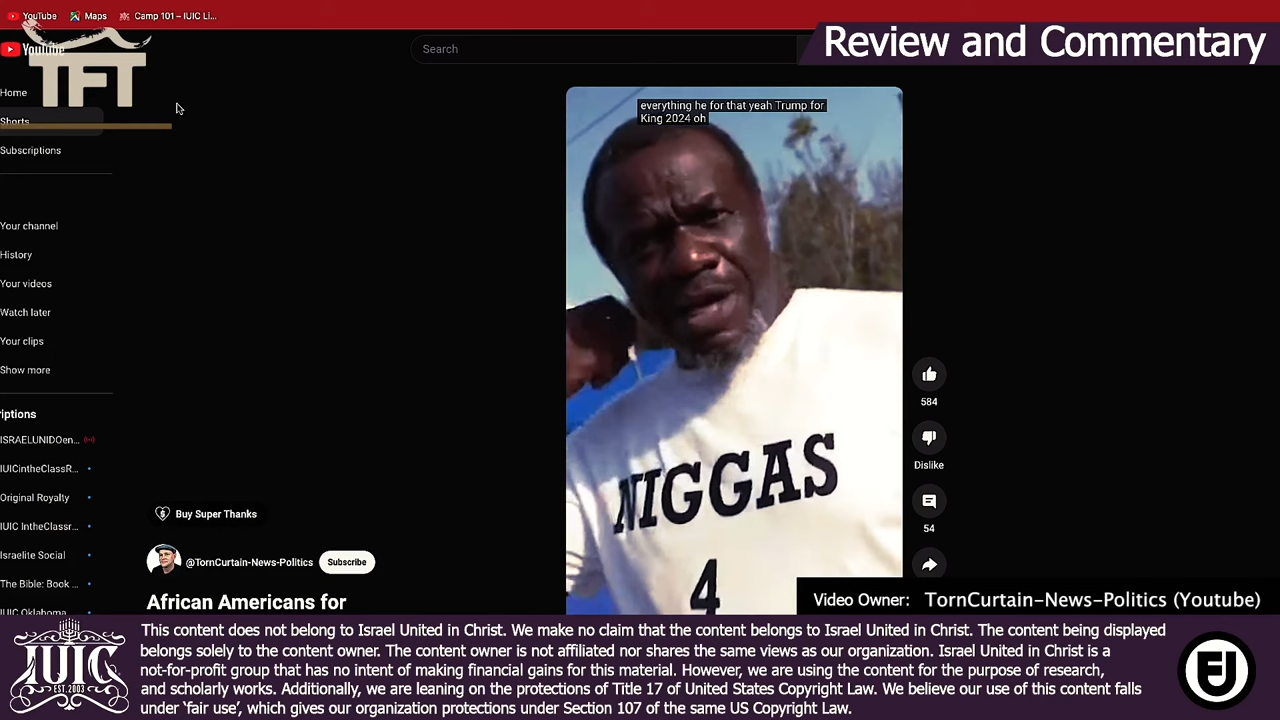 YouTube
Maps
Camp 101 – IUIC Li...
YouTube
TFT
Search
Review and Commentary
Home
Shorts
Subscriptions
Your channel
History
Your videos
Watch later
Your clips
Show more
riptions
ISRAELUNIDOen...
IUICintheClassR...
Original Royalty
IUIC IntheClassr...
Israelite Social
The Bible: Book ...
IUIC Oklahoma
everything he for that yeah Trump for
King 2024 oh
NIGGAS
4
584
Dislike
54
Buy Super Thanks
@TornCurtain-News-Politics
Subscribe
African Americans for
Video Owner: TornCurtain-News-Politics (Youtube)
IUIC
EST. 2003
This content does not belong to Israel United in Christ. We make no claim that the content belongs to Israel United in Christ. The content being displayed
belongs solely to the content owner. The content owner is not affiliated nor shares the same views as our organization. Israel United in Christ is a
not-for-profit group that has no intent of making financial gains for this material. However, we are using the content for the purpose of research,
and scholarly works. Additionally, we are leaning on the protections of Title 17 of United States Copyright Law. We believe our use of this content falls
under ‘fair use’, which gives our organization protections under Section 107 of the same US Copyright Law.